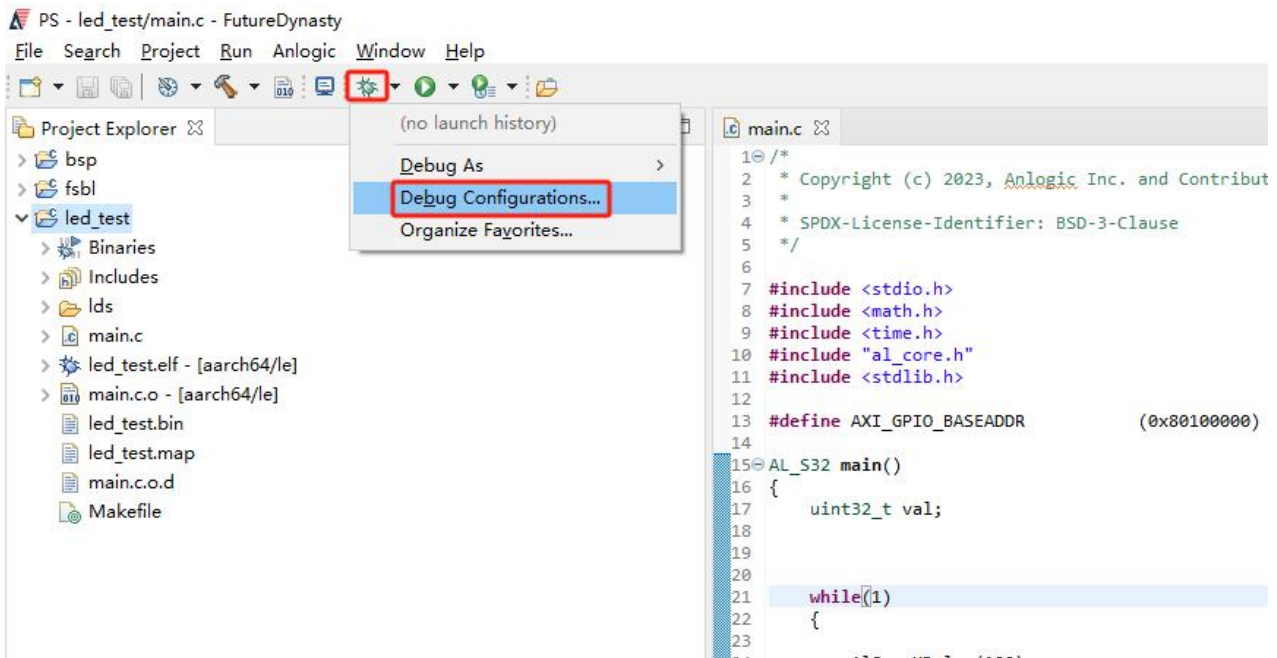 PS - led_test/main.c - FutureDynasty
File Search Project Run Anlogic Window Help
Project Explorer
(no launch history)
Debug As
Debug Configurations...
Organize Favorites...
bsp
fsbl
led_test
Binaries
Includes
lds
main.c
led_test.elf - [aarch64/le]
main.c.o - [aarch64/le]
led_test.bin
led_test.map
main.c.o.d
Makefile
main.c
1 /*
2 * Copyright (c) 2023, Anlogic Inc. and Contribut
3 *
4 * SPDX-License-Identifier: BSD-3-Clause
5 */
6
7 #include <stdio.h>
8 #include <math.h>
9 #include <time.h>
10 #include "al_core.h"
11 #include <stdlib.h>
12
13 #define AXI_GPIO_BASEADDR (0x80100000)
14
15 AL_S32 main()
16 {
17 uint32_t val;
18
19
20
21 while(1)
22 {
23